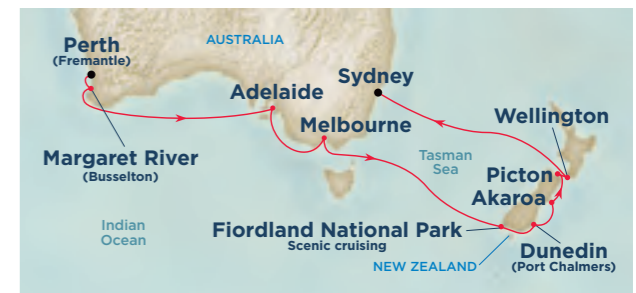 Perth
(Fremantle)
AUSTRALIA
Sydney
Adelaide
Wellington
Melbourne
Margaret River
(Busselton)
Tasman
Sea
Picton
Akaroa
Indian
Ocean
Fiordland National Park
Scenic cruising
Dunedin
(Port Chalmers)
NEW ZEALAND